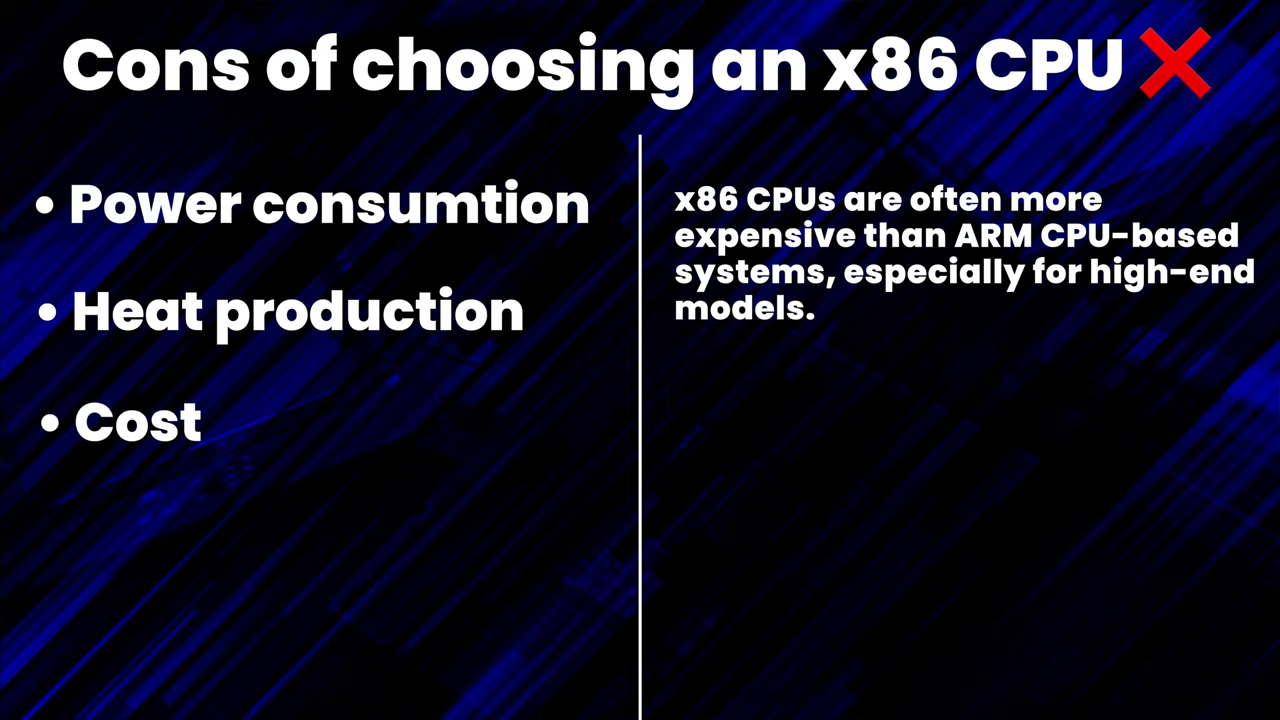 Cons of choosing an x86 CPU❌
• Power consumtion
• Heat production
• Cost
x86 CPUs are often more
expensive than ARM CPU-based
systems, especially for high-end
models.